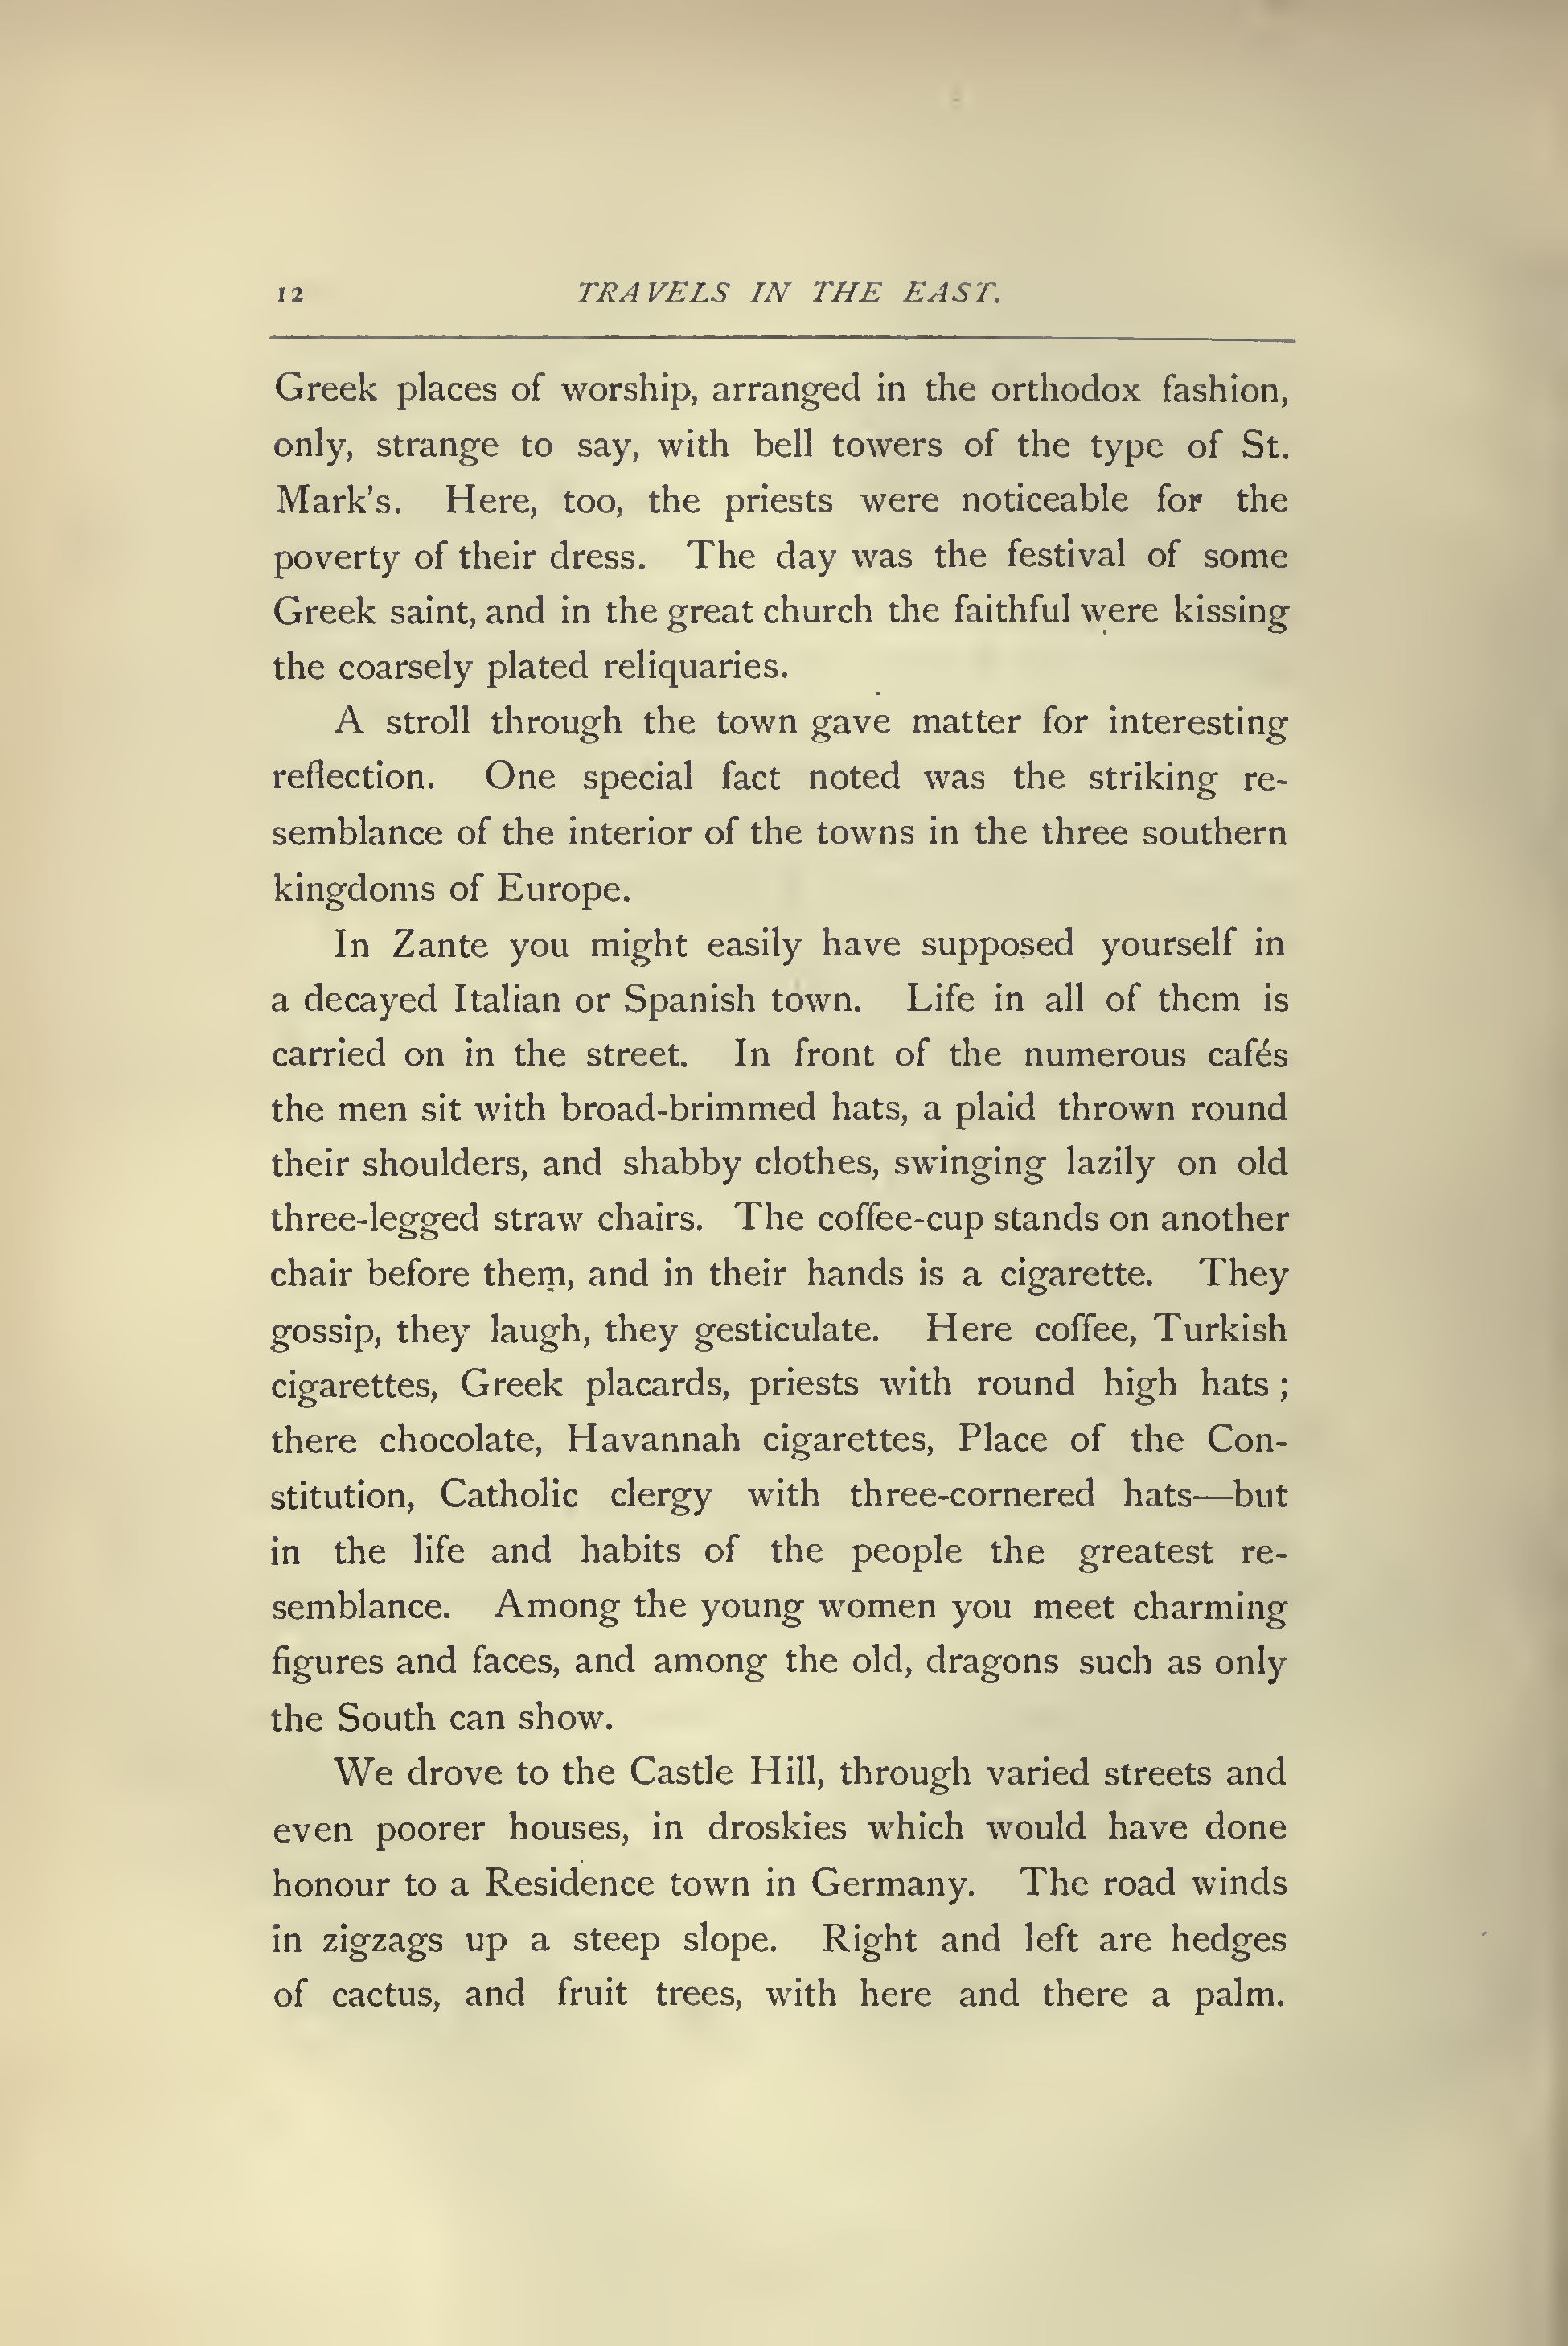 12 TRAVELS IN THE EAST.
Greek places of worship, arranged in the orthodox fashion,
only, strange to say, with bell towers of the type of St.
Mark's. Here, too, the priests were noticeable for the
poverty of their dress. The day was the festival of some
Greek saint, and in the great church the faithful were kissing
the coarsely plated reliquaries.
A stroll through the town gave matter for interesting
reflection. One special fact noted was the striking re-
semblance of the interior of the towns in the three southern
kingdoms of Europe.
In Zante you might easily have supposed yourself in
a decayed Italian or Spanish town. Life in all of them is
carried on in the street. In front of the numerous cafés
the men sit with broad-brimmed hats, a plaid thrown round
their shoulders, and shabby clothes, swinging lazily on old
three-legged straw chairs. The coffee-cup stands on another
chair before them, and in their hands is a cigarette. They
gossip, they laugh, they gesticulate. Here coffee, Turkish
cigarettes, Greek placards, priests with round high hats;
there chocolate, Havannah cigarettes, Place of the Con-
stitution, Catholic clergy with three-cornered hats—but
in the life and habits of the people the greatest re-
semblance. Among the young women you meet charming
figures and faces, and among the old, dragons such as only
the South can show.
We drove to the Castle Hill, through varied streets and
even poorer houses, in droskies which would have done
honour to a Residence town in Germany. The road winds
in zigzags up a steep slope. Right and left are hedges
of cactus, and fruit trees, with here and there a palm.